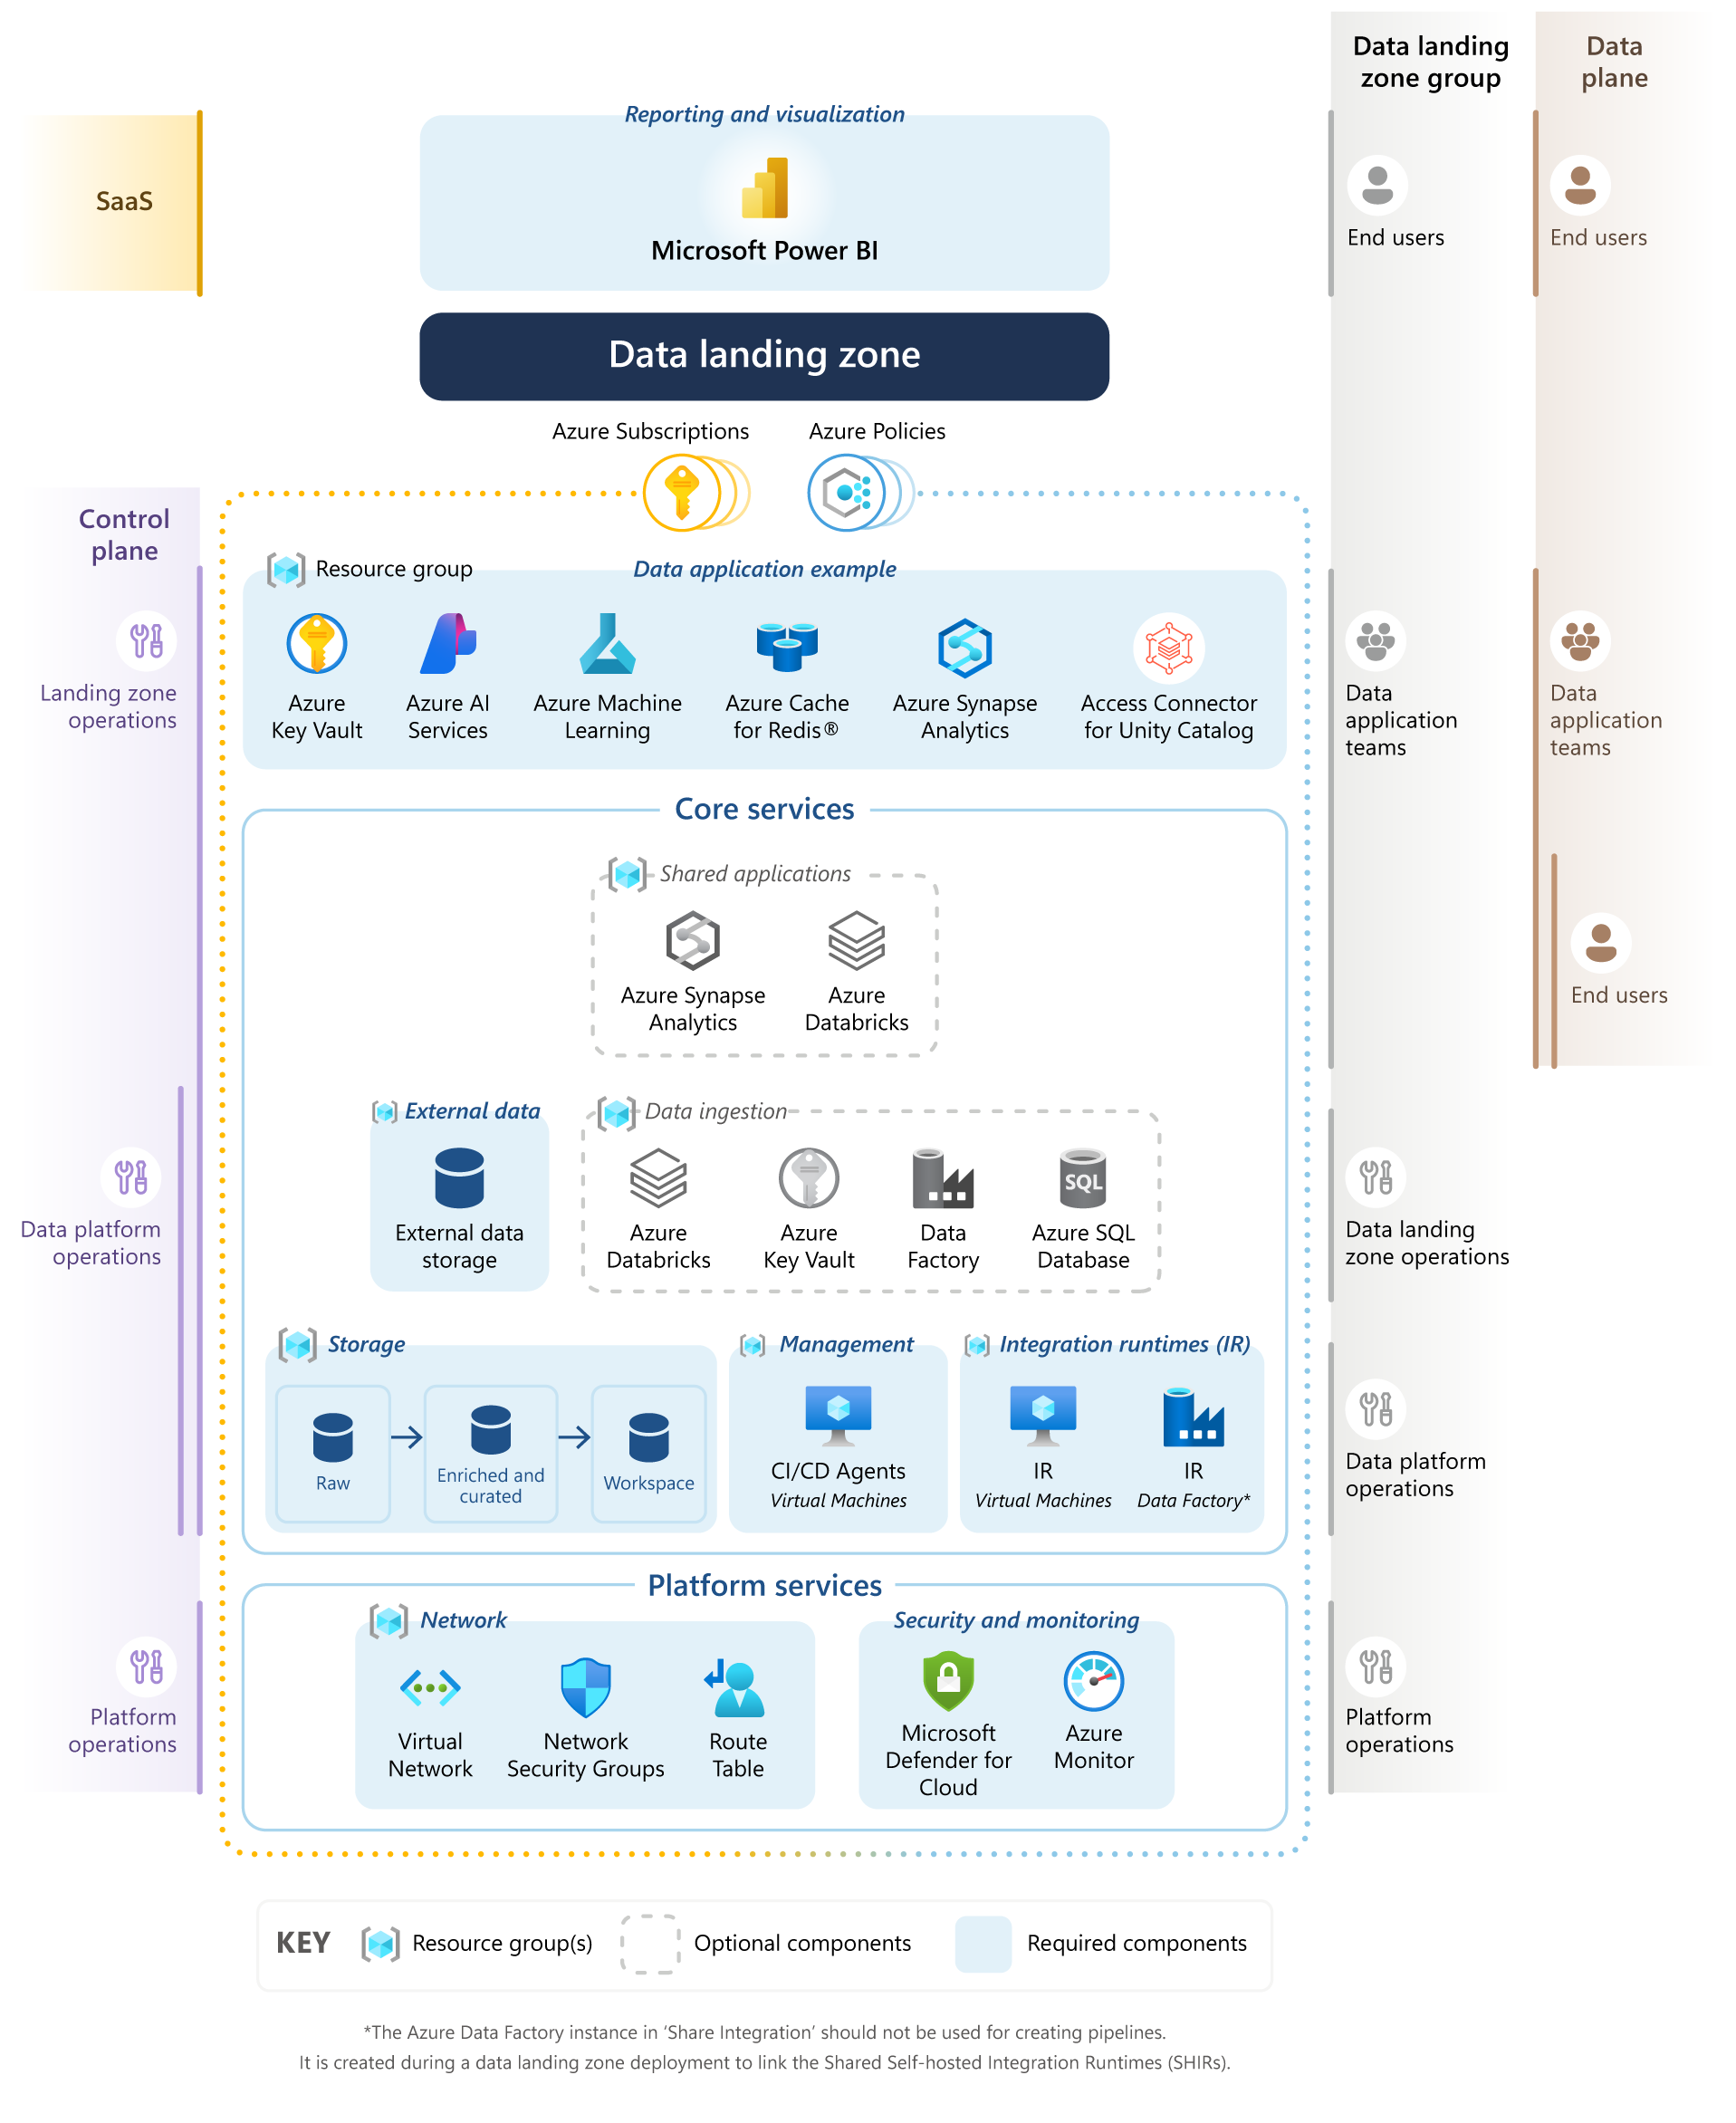 Data landing
zone group
Data
plane
Reporting and visualization
SaaS
Microsoft Power BI
End users
End users
Data landing zone
Azure Subscriptions
Azure Policies
Control
plane
Resource group
Data application example
Landing zone
operations
Azure
Key Vault
Azure AI
Services
Azure Machine
Learning
Azure Cache
for Redis®
Azure Synapse
Analytics
Access Connector
for Unity Catalog
Data
application
teams
Data
application
teams
Core services
Shared applications
Azure Synapse
Analytics
Azure
Databricks
End users
External data
Data ingestion
Data platform
operations
External data
storage
Azure
Databricks
Azure
Key Vault
Data
Factory
SQL
Azure SQL
Database
Data landing
zone operations
Storage
Management
Integration runtimes (IR)
Raw
Enriched and
curated
Workspace
CI/CD Agents
Virtual Machines
IR
Virtual Machines
IR
Data Factory*
Data platform
operations
Platform services
Network
Security and monitoring
Platform
operations
Virtual
Network
Network
Security Groups
Route
Table
Microsoft
Defender for
Cloud
Azure
Monitor
Platform
operations
KEY
Resource group(s)
Optional components
Required components
*The Azure Data Factory instance in ‘Share Integration’ should not be used for creating pipelines.
It is created during a data landing zone deployment to link the Shared Self-hosted Integration Runtimes (SHIRs).